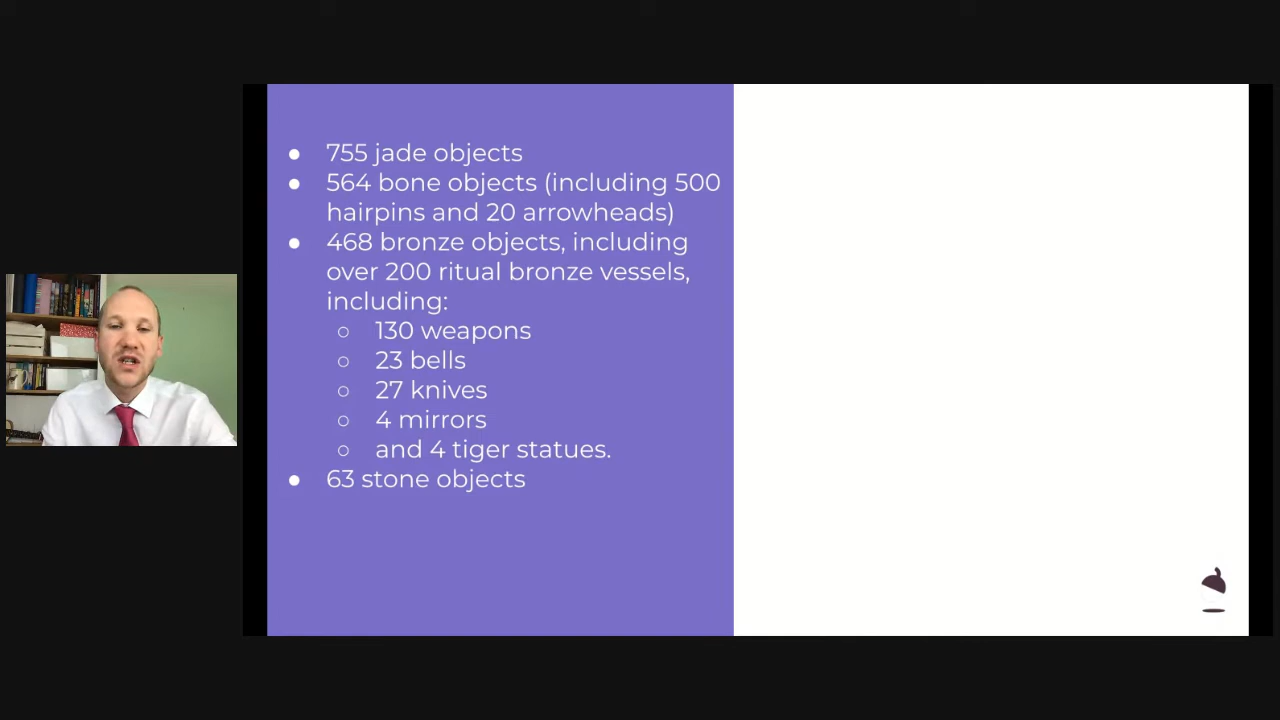 ● 755 jade objects
● 564 bone objects (including 500
hairpins and 20 arrowheads)
● 468 bronze objects, including
over 200 ritual bronze vessels,
including:
○ 130 weapons
○ 23 bells
○ 27 knives
○ 4 mirrors
○ and 4 tiger statues.
● 63 stone objects